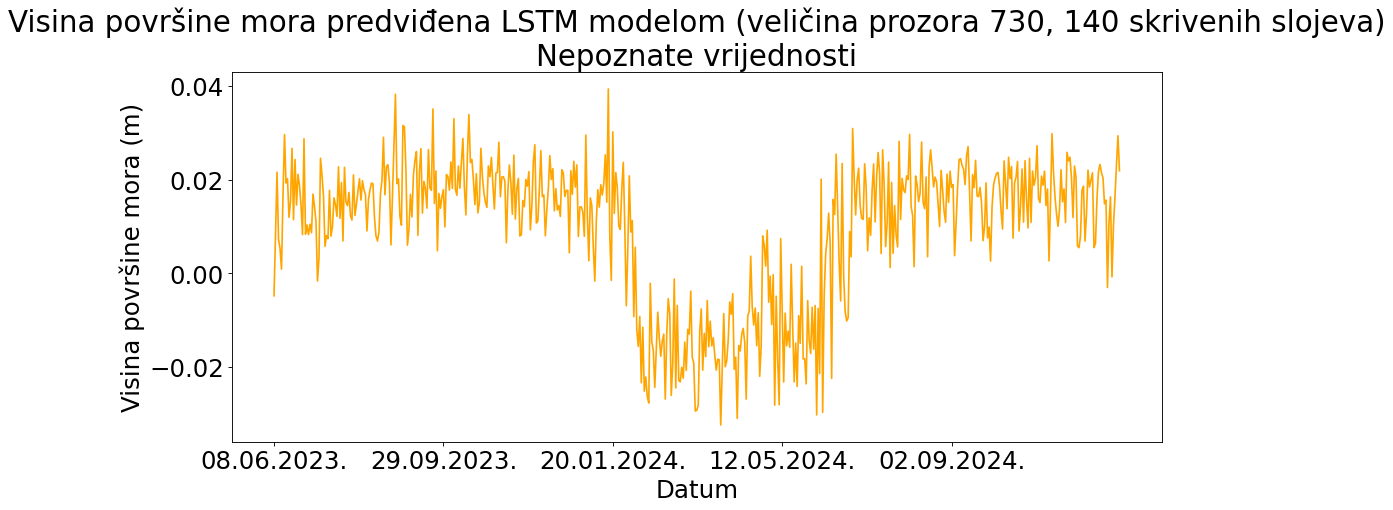 Visina površine mora predviđena LSTM modelom (veličina prozora 730, 140 skrivenih slojeva)
Nepoznate vrijednosti
Visina površine mora (m)
0.04
0.02
0.00
−0.02
08.06.2023. 29.09.2023. 20.01.2024. 12.05.2024. 02.09.2024.
Datum